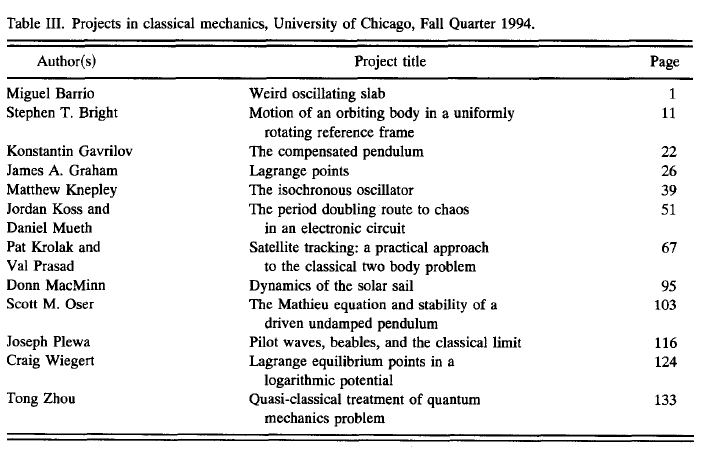 Table III. Projects in classical mechanics, University of Chicago, Fall Quarter 1994.
Author(s) Project title Page
Miguel Barrio Weird oscillating slab 1
Stephen T. Bright Motion of an orbiting body in a uniformly 11
rotating reference frame
Konstantin Gavrilov The compensated pendulum 22
James A. Graham Lagrange points 26
Matthew Knepley The isochronous oscillator 39
Jordan Koss and The period doubling route to chaos 51
Daniel Mueth in an electronic circuit
Pat Krolak and Satellite tracking: a practical approach 67
Val Prasad to the classical two body problem
Donn MacMinn Dynamics of the solar sail 95
Scott M. Oser The Mathieu equation and stability of a 103
driven undamped pendulum
Joseph Plewa Pilot waves, beables, and the classical limit 116
Craig Wiegert Lagrange equilibrium points in a 124
logarithmic potential
Tong Zhou Quasi-classical treatment of quantum 133
mechanics problem